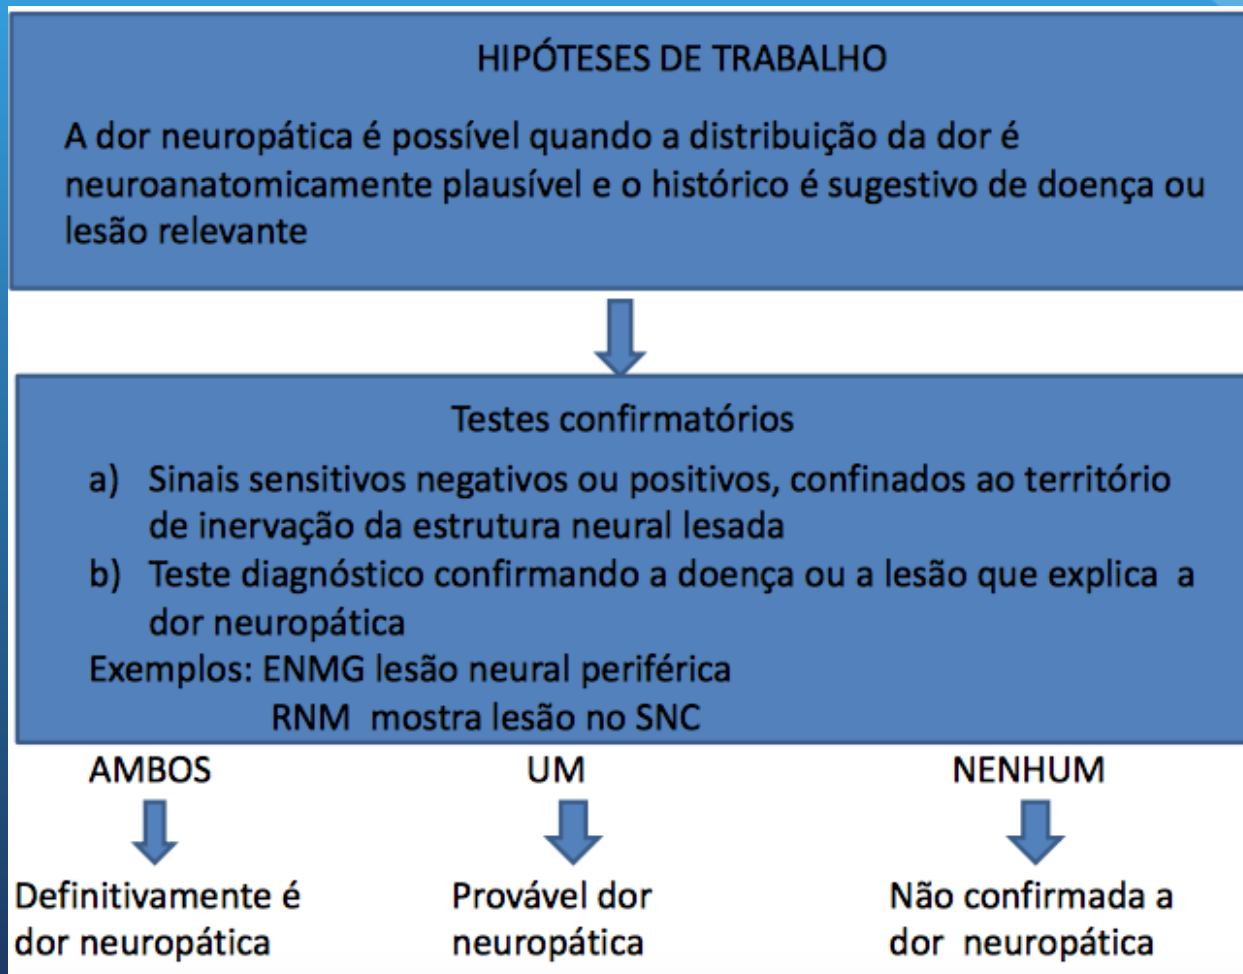 HIPÓTESES DE TRABALHO
A dor neuropática é possível quando a distribuição da dor é
neuroanatomicamente plausível e o histórico é sugestivo de doença ou
lesão relevante
Testes confirmatórios
a) Sinais sensitivos negativos ou positivos, confinados ao território
de inervação da estrutura neural lesada
b) Teste diagnóstico confirmando a doença ou a lesão que explica a
dor neuropática
Exemplos: ENMG lesão neural periférica
RNM mostra lesão no SNC
AMBOS
UM
NENHUM
Definitivamente é
dor neuropática
Provável dor
neuropática
Não confirmada a
dor neuropática